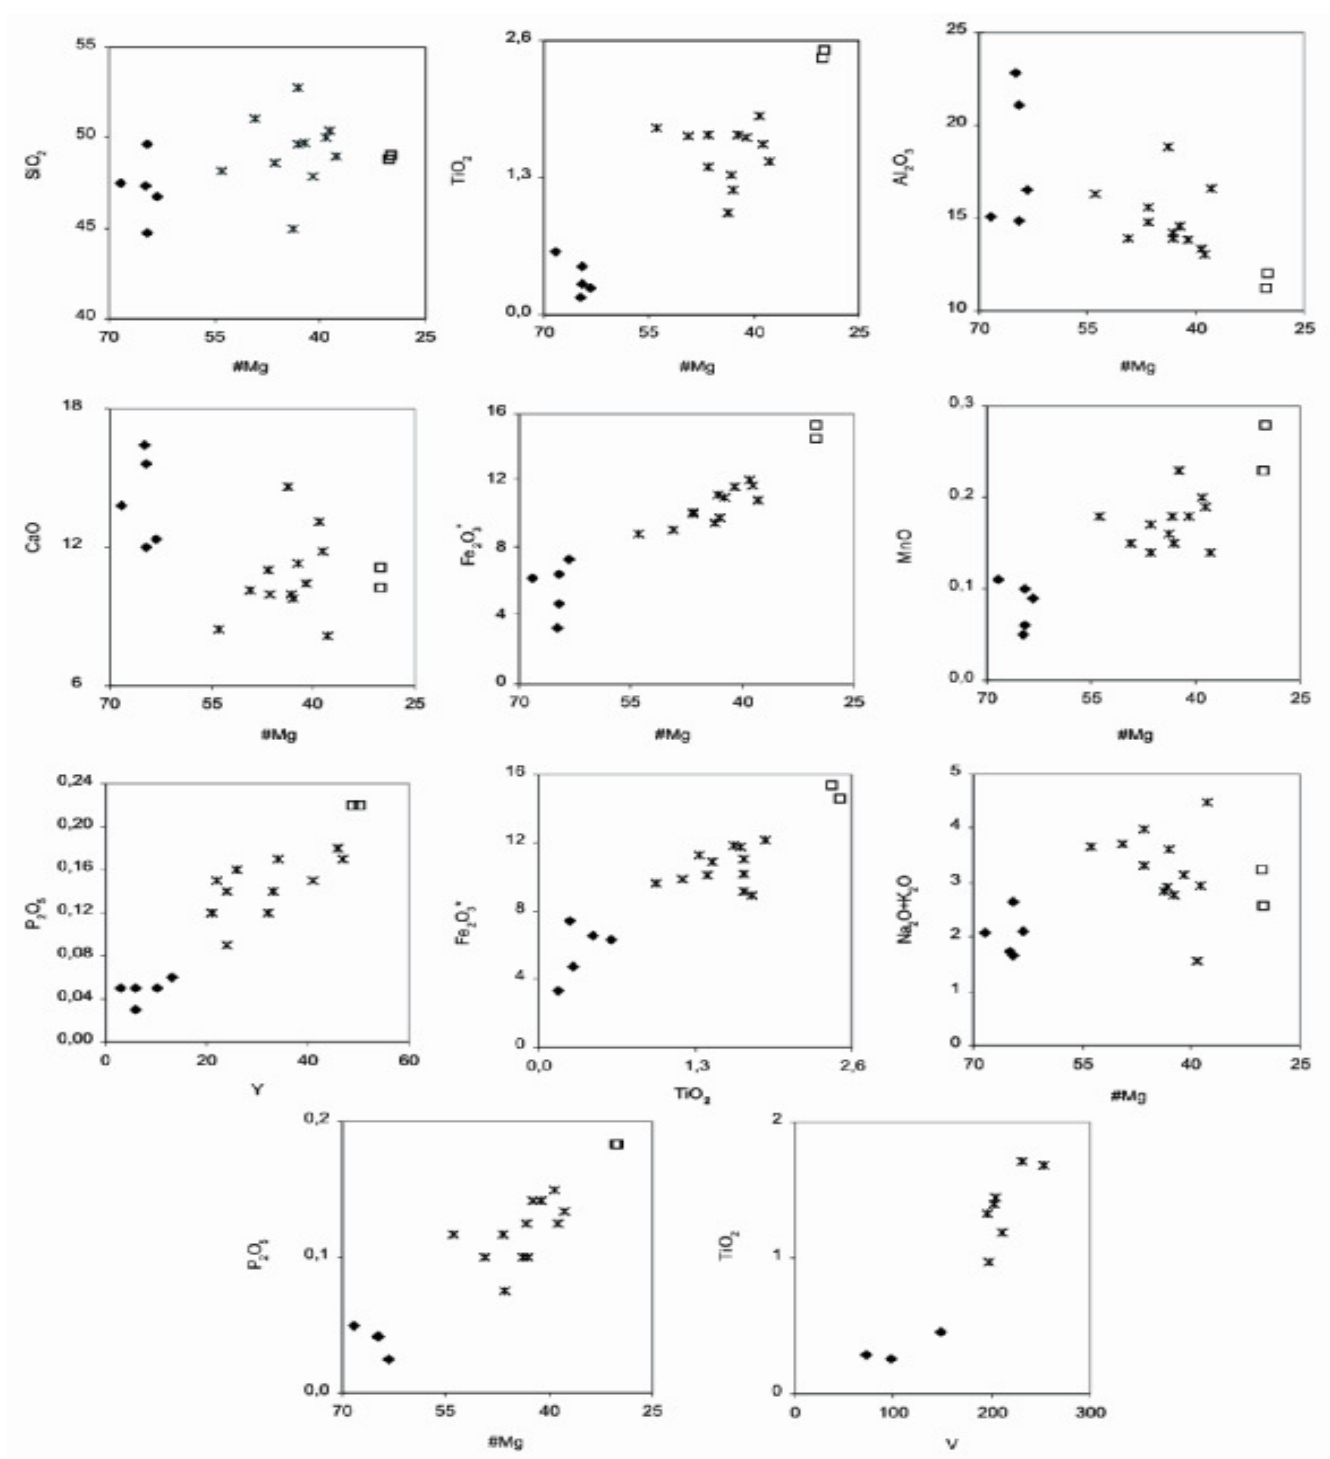 55
50
45
40
SiO₂
70 55 40 25
#Mg
2,6
1,3
0,0
TiO₂
70 55 40 25
#Mg
25
20
15
10
Al₂O₃
70 55 40 25
#Mg
18
12
6
CaO
70 55 40 25
#Mg
16
12
8
4
0
Fe₂O₃*
70 55 40 25
#Mg
0,3
0,2
0,1
0,0
MnO
70 55 40 25
#Mg
0,24
0,20
0,16
0,12
0,08
0,04
0,00
P₂O₅
0 20 40 60
Y
16
12
8
4
0
Fe₂O₃*
0,0 1,3 2,6
TiO₂
5
4
3
2
1
0
Na₂O+K₂O
70 55 40 25
#Mg
0,2
0,1
0,0
P₂O₅
70 55 40 25
#Mg
2
1
0
TiO₂
0 100 200 300
V